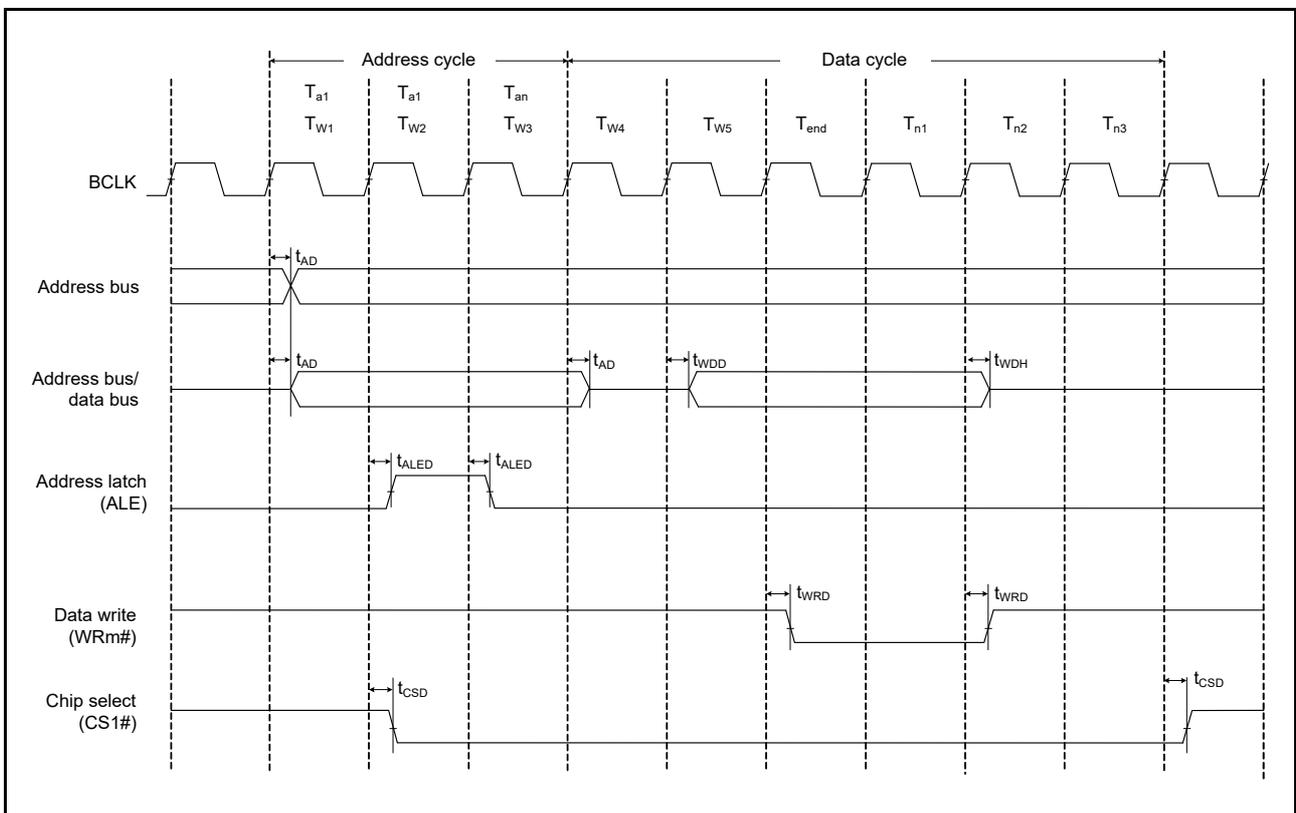 Address cycle Data cycle
Ta1 Ta1 Tan
TW1 TW2 TW3 TW4 TW5 Tend Tn1 Tn2 Tn3
BCLK
tAD
Address bus
tAD tAD tWDD tWDH
Address bus/
data bus
tALED tALED
Address latch
(ALE)
tWRD tWRD
Data write
(WRm#)
tCSD tCSD
Chip select
(CS1#)